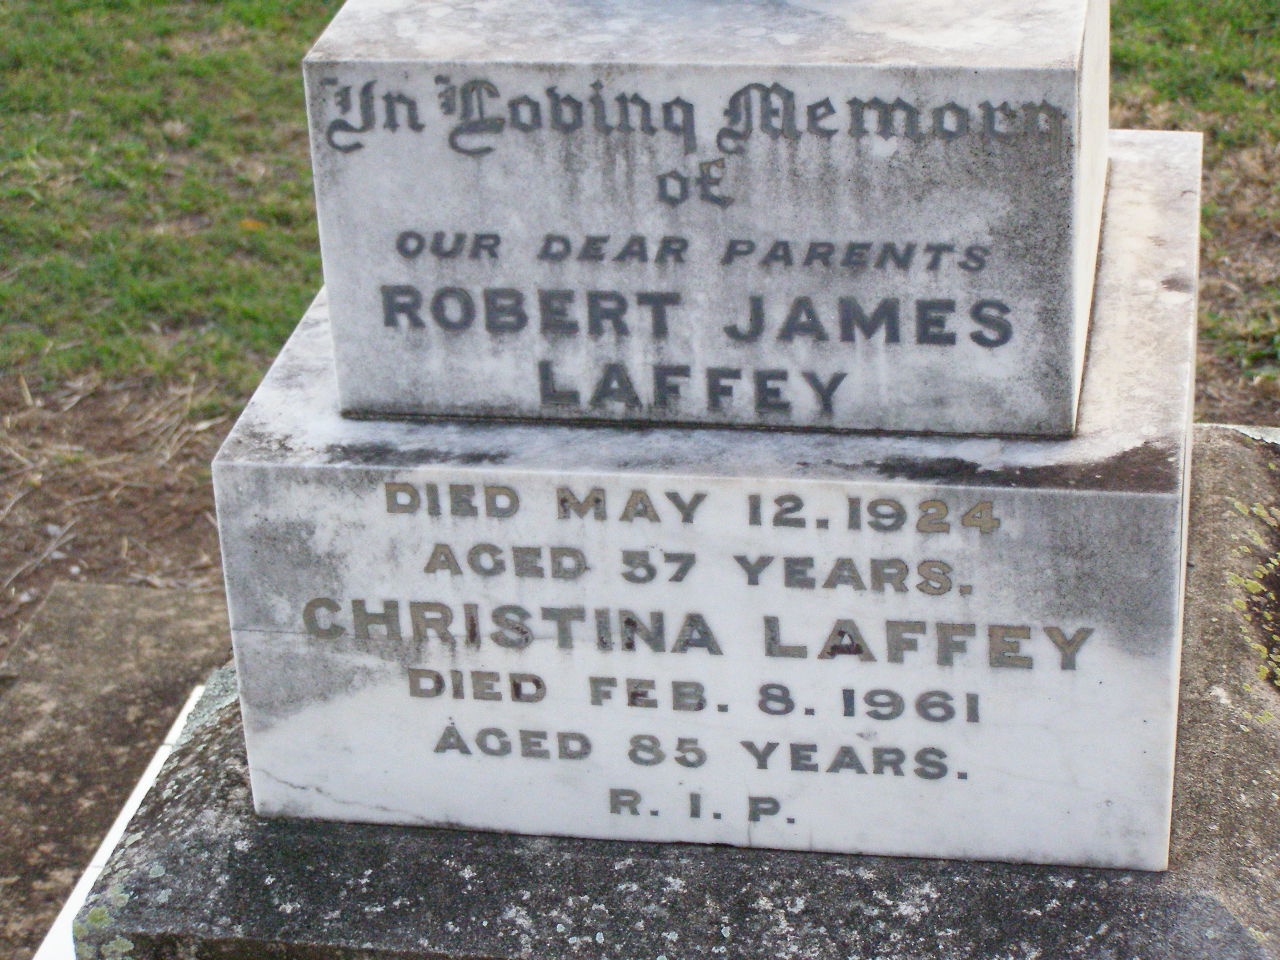 In Loving Memory
of
OUR DEAR PARENTS
ROBERT JAMES
LAFFEY
DIED MAY 12.1924
AGED 57 YEARS.
CHRISTINA LAFFEY
DIED FEB. 8. 1961
AGED 85 YEARS.
R. I. P.